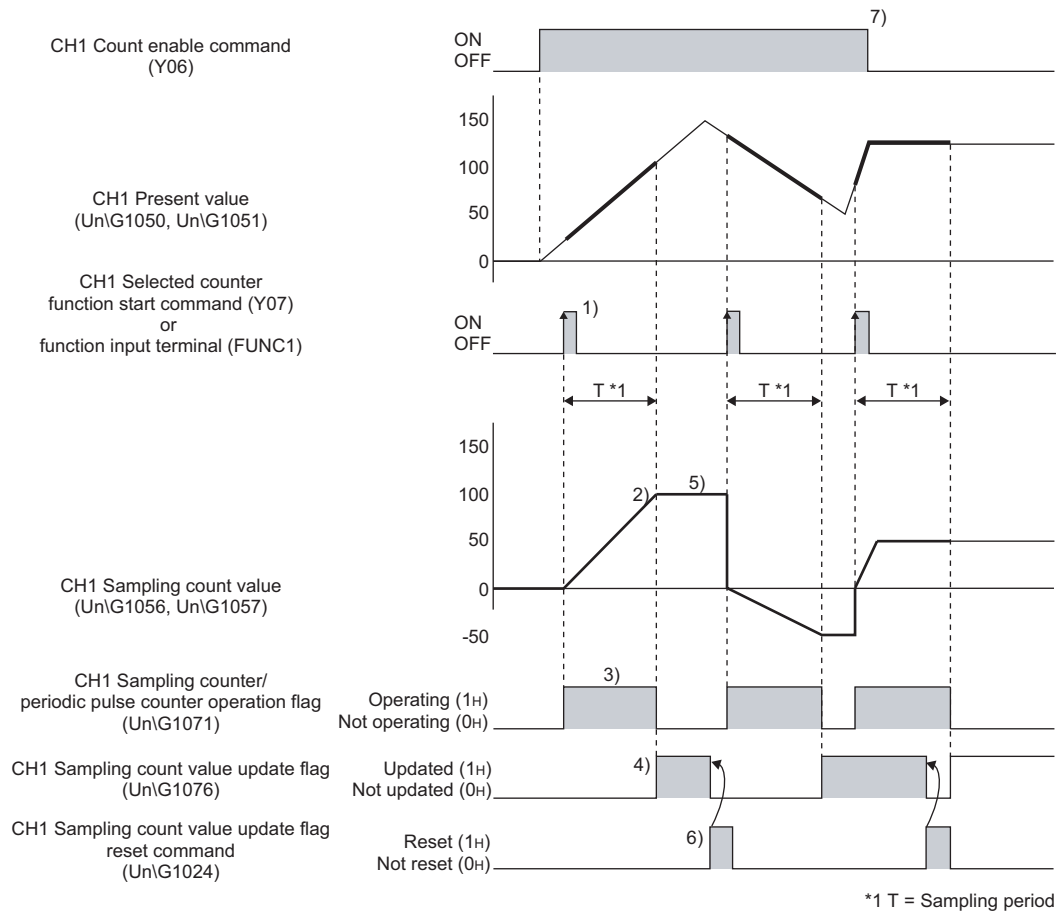 7)
CH1 Count enable command
(Y06)
ON
OFF
150
100
50
0
CH1 Present value
(Un\G1050, Un\G1051)
CH1 Selected counter
function start command (Y07)
or
function input terminal (FUNC1)
ON
OFF
1)
T *1
T *1
T *1
150
100
50
0
-50
2)
5)
CH1 Sampling count value
(Un\G1056, Un\G1057)
CH1 Sampling counter/
periodic pulse counter operation flag
(Un\G1071)
Operating (1H)
Not operating (0H)
3)
CH1 Sampling count value update flag
(Un\G1076)
Updated (1H)
Not updated (0H)
4)
CH1 Sampling count value update flag
reset command
(Un\G1024)
Reset (1H)
Not reset (0H)
6)
*1 T = Sampling period